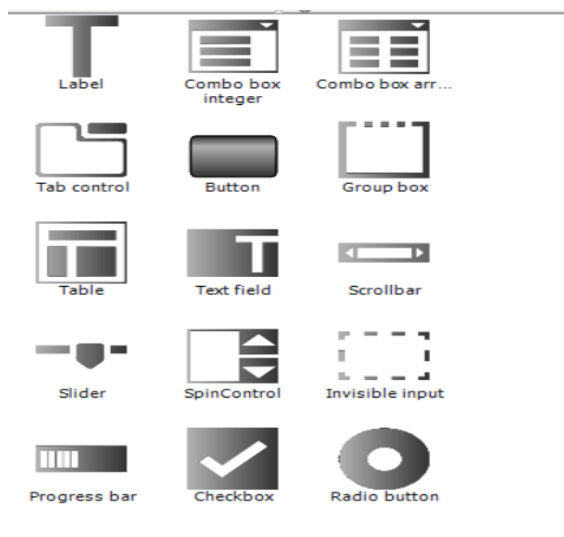 Label
Combo box
integer
Combo box arr...
Tab control
Button
Group box
Table
Text field
Scrollbar
Slider
SpinControl
Invisible input
Progress bar
Checkbox
Radio button